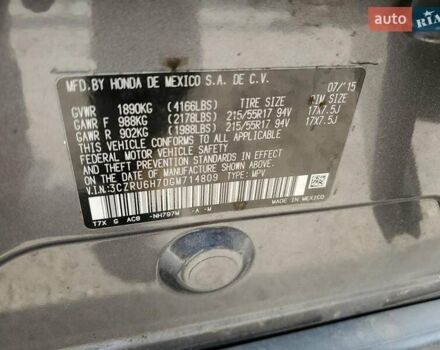 auto RIA
MFD.BY HONDA DE MEXICO S.A. DE C.V. 07/'15
GVWR 1890KG (4166LBS) TIRE SIZE RIM SIZE
GAWR F 988KG (2178LBS) 215/55R17 94V 17X7.5J
GAWR R 902KG (1988LBS) 215/55R17 94V 17X7.5J
THIS VEHICLE CONFORMS TO ALL APPLICABLE
FEDERAL MOTOR VEHICLE SAFETY AND
THEFT PREVENTION STANDARDS IN EFFECT ON
THE DATE OF MANUFACTURE SHOWN ABOVE.
V.I.N.:3CZRU6H70GM714809 TYPE: MPV
T7X G ACB -NH797M -A -M
MADE IN MEXICO